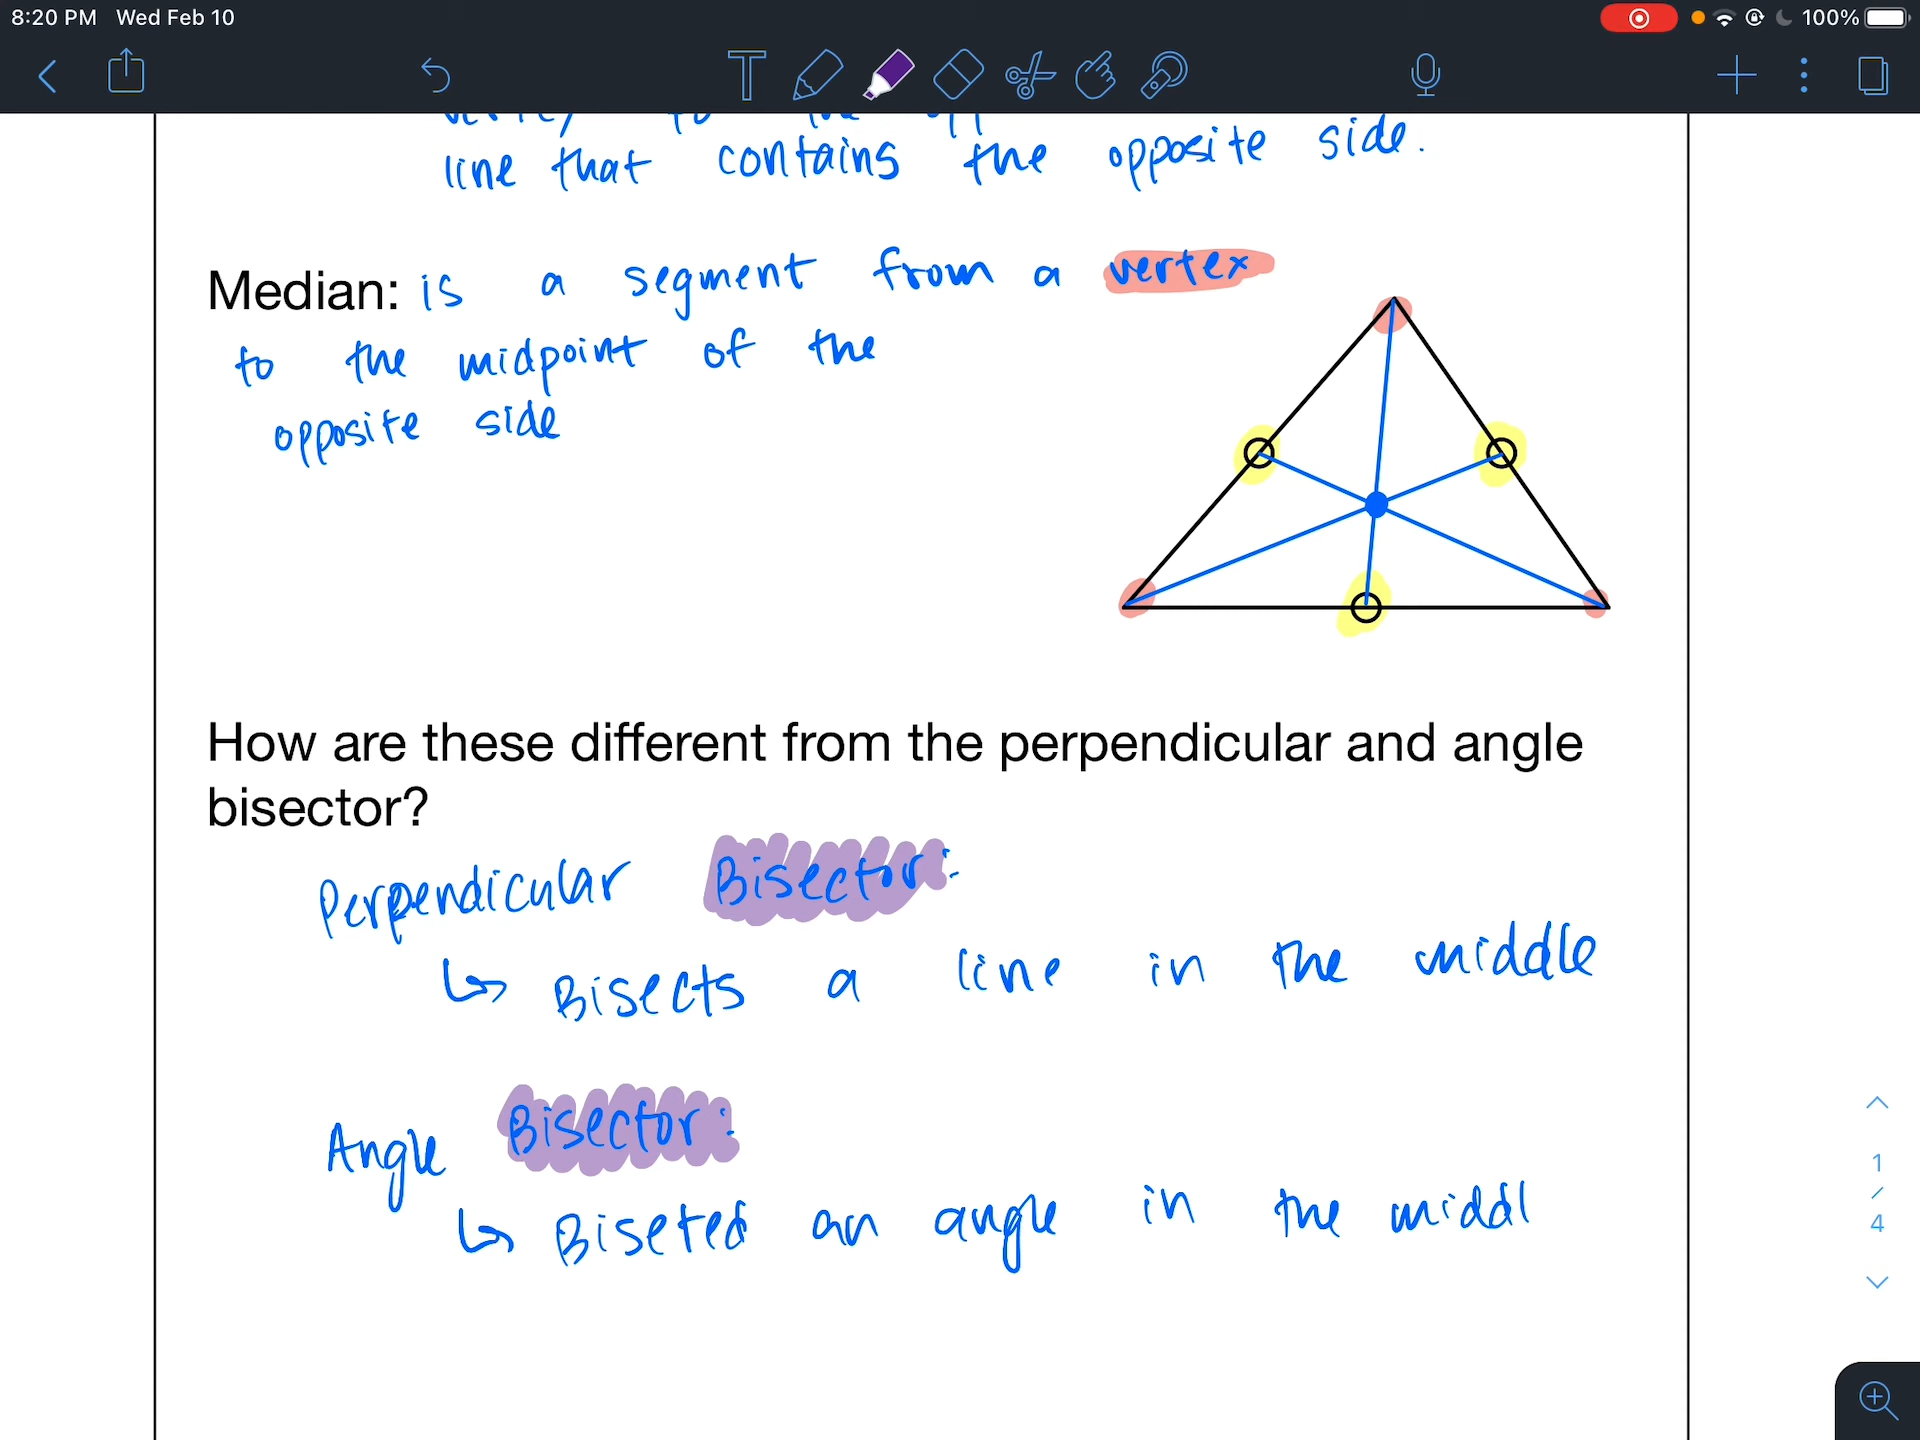 8:20 PM Wed Feb 10
100%
line that contains the opposite side.
Median: is a segment from a vertex
to the midpoint of the
opposite side
How are these different from the perpendicular and angle
bisector?
Perpendicular Bisector:
↳ Bisects a line in the middle
Angle Bisector:
↳ Biseted an angle in the middl
1
/
4